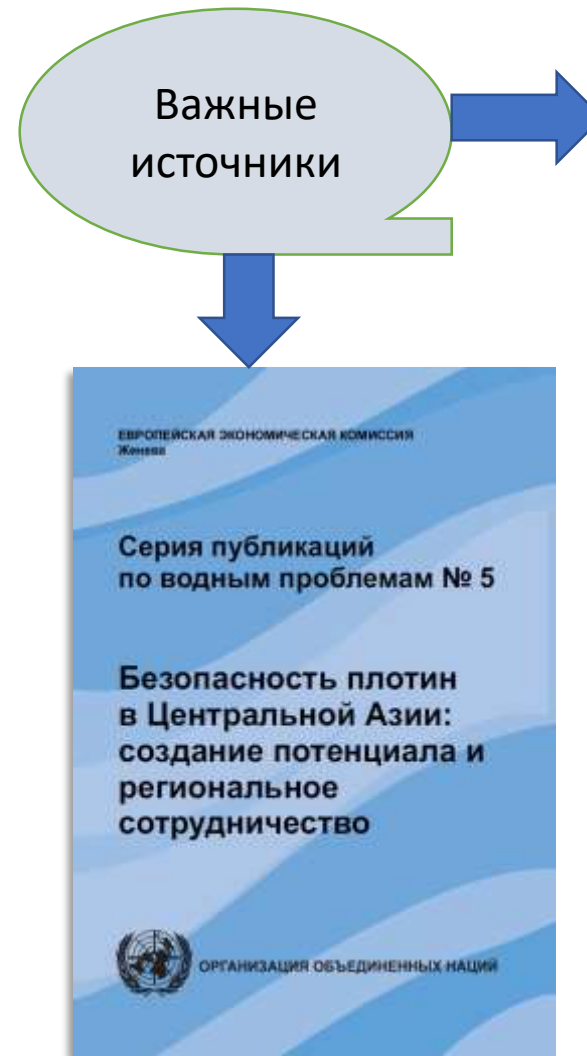 Важные
источники
ЕВРОПЕЙСКАЯ ЭКОНОМИЧЕСКАЯ КОМИССИЯ
Женева
Серия публикаций
по водным проблемам № 5
Безопасность плотин
в Центральной Азии:
создание потенциала и
региональное
сотрудничество
ОРГАНИЗАЦИЯ ОБЪЕДИНЕННЫХ НАЦИЙ